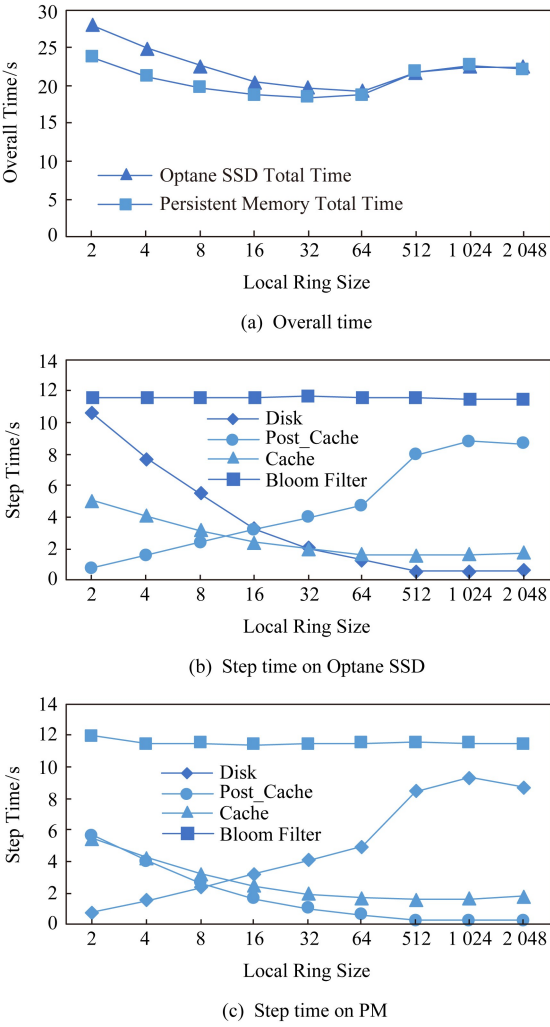 30
25
20
15
10
5
0
Overall Time/s
Optane SSD Total Time
Persistent Memory Total Time
2 4 8 16 32 64 512 1 024 2 048
Local Ring Size
(a) Overall time
14
12
10
8
6
4
2
0
Step Time/s
Disk
Post_Cache
Cache
Bloom Filter
2 4 8 16 32 64 512 1 024 2 048
Local Ring Size
(b) Step time on Optane SSD
14
12
10
8
6
4
2
0
Step Time/s
Disk
Post_Cache
Cache
Bloom Filter
2 4 8 16 32 64 512 1 024 2 048
Local Ring Size
(c) Step time on PM